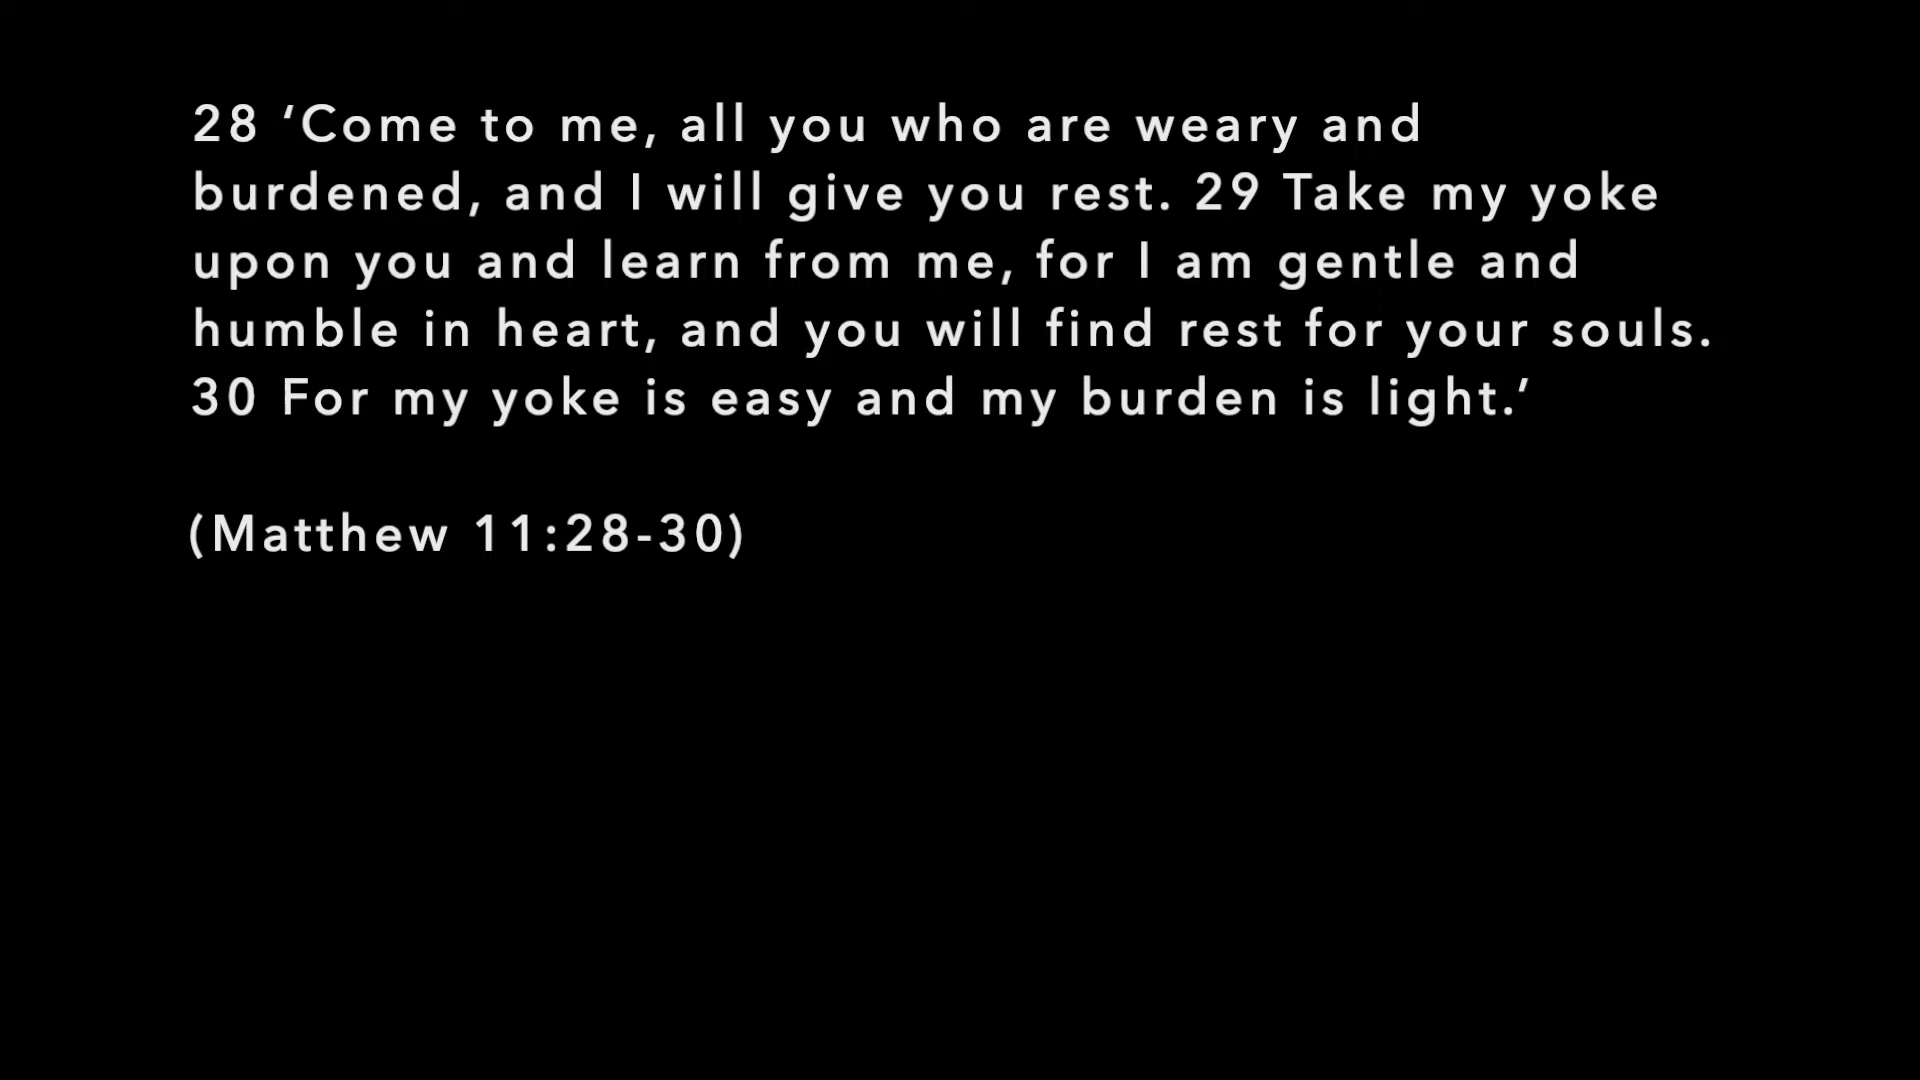 28 ‘Come to me, all you who are weary and
burdened, and I will give you rest. 29 Take my yoke
upon you and learn from me, for I am gentle and
humble in heart, and you will find rest for your souls.
30 For my yoke is easy and my burden is light.’
(Matthew 11:28-30)